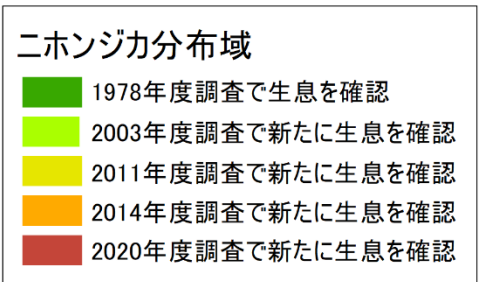 ニホンジカ分布域
1978年度調査で生息を確認
2003年度調査で新たに生息を確認
2011年度調査で新たに生息を確認
2014年度調査で新たに生息を確認
2020年度調査で新たに生息を確認